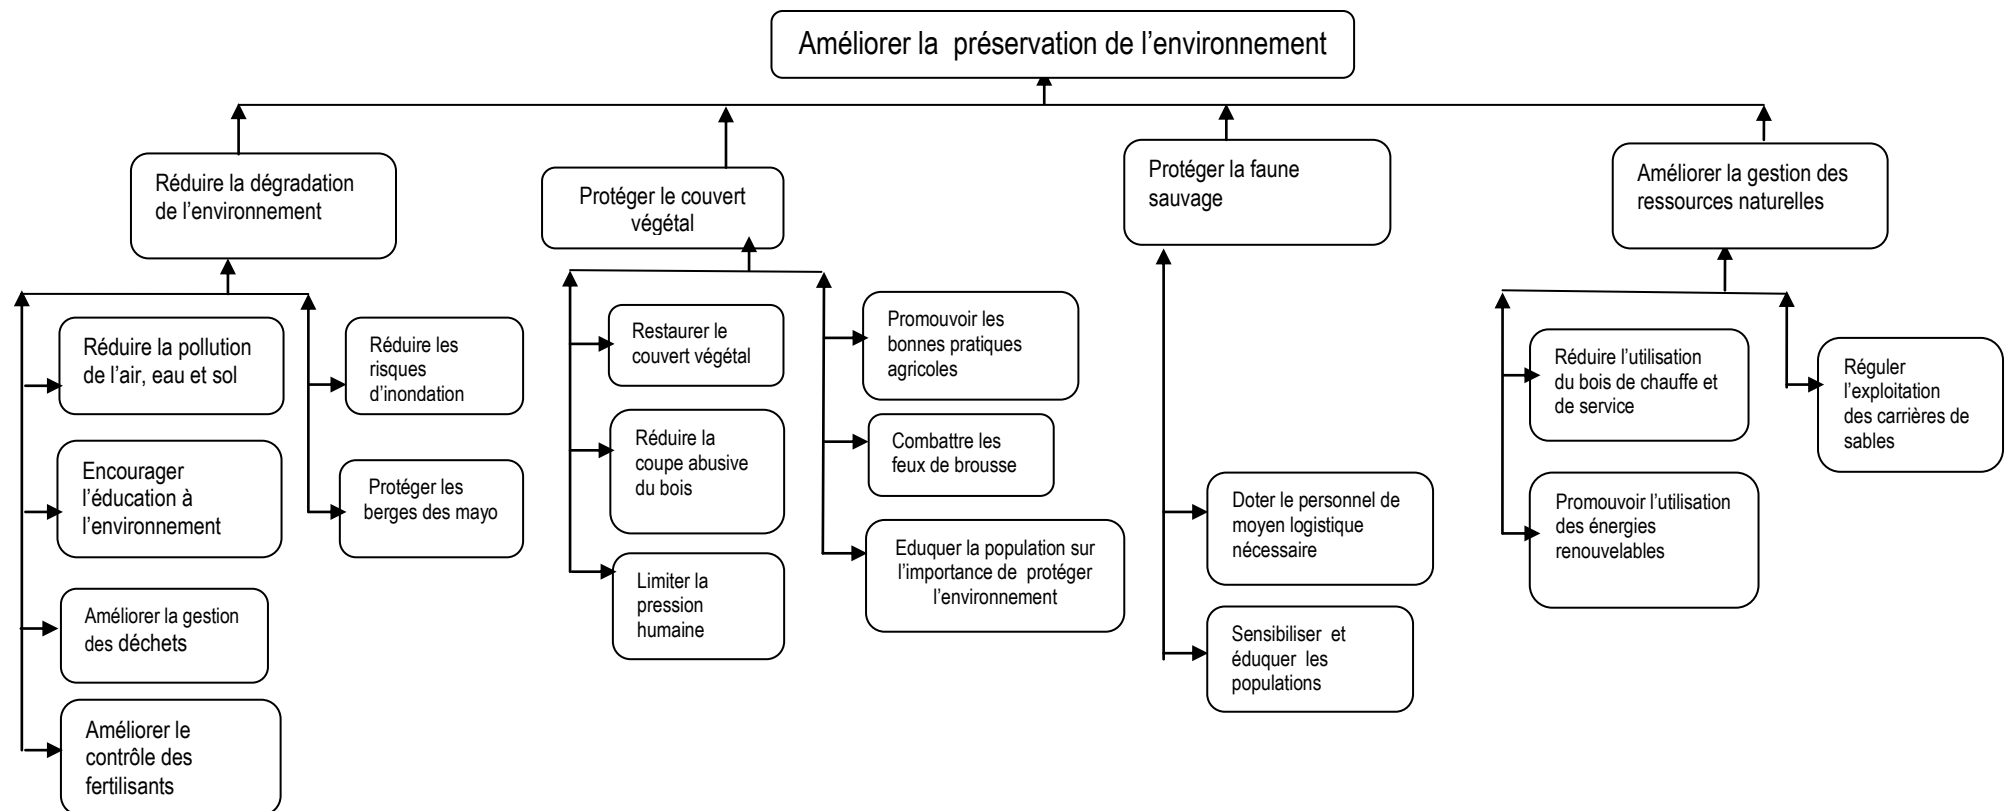 Améliorer la  préservation de l’environnement
Réduire la dégradation
de l’environnement
Protéger le couvert
végétal
Protéger la faune
sauvage
Améliorer la gestion des
ressources naturelles
Réduire la pollution
de l’air, eau et sol
Encourager
l’éducation à
l’environnement
Améliorer la gestion
des déchets
Améliorer le
contrôle des
fertilisants
Réduire les
risques
d’inondation
Protéger les
berges des mayo
Restaurer le
couvert végétal
Réduire la
coupe abusive
du bois
Limiter la
pression
humaine
Promouvoir les
bonnes pratiques
agricoles
Combattre les
feux de brousse
Eduquer la population sur
l’importance de  protéger
l’environnement
Doter le personnel de
moyen logistique
nécessaire
Sensibiliser  et
éduquer  les
populations
Réduire l’utilisation
du bois de chauffe et
de service
Promouvoir l’utilisation
des énergies
renouvelables
Réguler
l’exploitation
des carrières de
sables